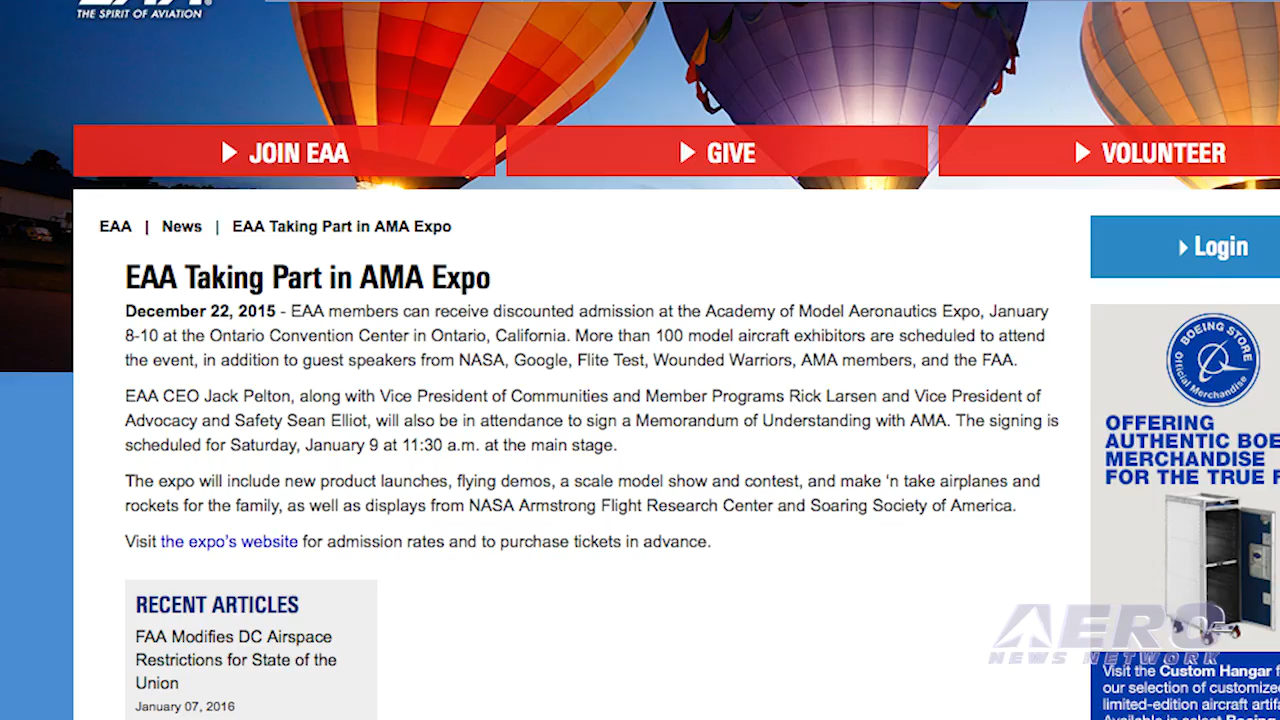 THE SPIRIT OF AVIATION
JOIN EAA
GIVE
VOLUNTEER
EAA | News | EAA Taking Part in AMA Expo
EAA Taking Part in AMA Expo
December 22, 2015 - EAA members can receive discounted admission at the Academy of Model Aeronautics Expo, January
8-10 at the Ontario Convention Center in Ontario, California. More than 100 model aircraft exhibitors are scheduled to attend
the event, in addition to guest speakers from NASA, Google, Flite Test, Wounded Warriors, AMA members, and the FAA.
EAA CEO Jack Pelton, along with Vice President of Communities and Member Programs Rick Larsen and Vice President of
Advocacy and Safety Sean Elliot, will also be in attendance to sign a Memorandum of Understanding with AMA. The signing is
scheduled for Saturday, January 9 at 11:30 a.m. at the main stage.
The expo will include new product launches, flying demos, a scale model show and contest, and make ‘n take airplanes and
rockets for the family, as well as displays from NASA Armstrong Flight Research Center and Soaring Society of America.
Visit the expo’s website for admission rates and to purchase tickets in advance.
RECENT ARTICLES
FAA Modifies DC Airspace
Restrictions for State of the
Union
January 07, 2016
Login
BOEING STORE
Official Merchandise
OFFERING
AUTHENTIC BOE
MERCHANDISE
FOR THE TRUE
AERO
NEWS NETWORK
Visit the Custom Hangar
our selection of customized
limited-edition aircraft
Available in select